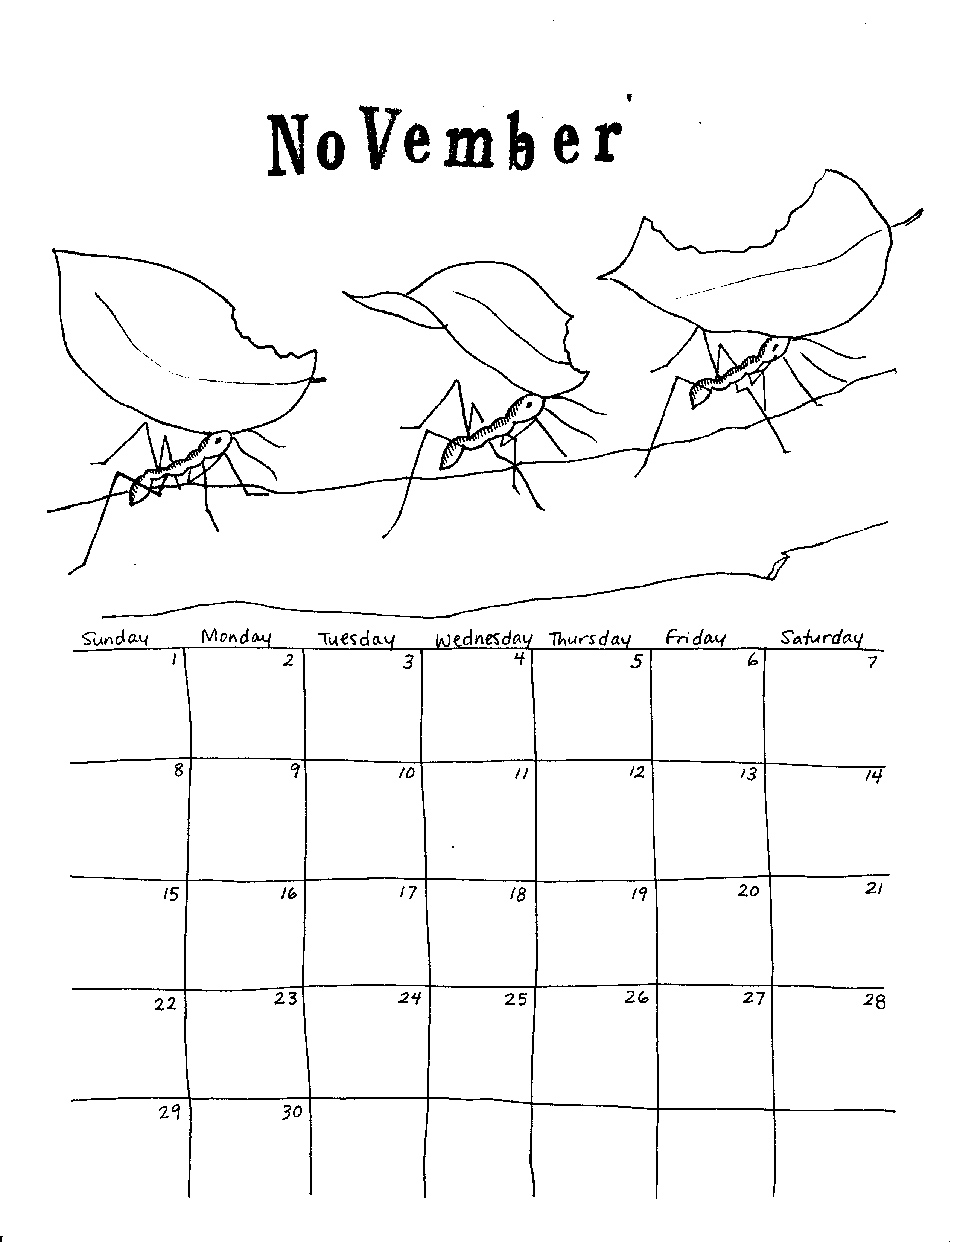 NoVember
Sunday Monday Tuesday Wednesday Thursday Friday Saturday
1 2 3 4 5 6 7
8 9 10 11 12 13 14
15 16 17 18 19 20 21
22 23 24 25 26 27 28
29 30